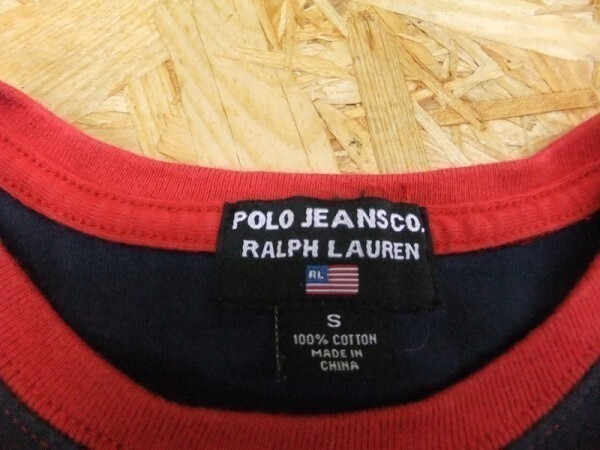 POLO JEANS CO.
RALPH LAUREN
RL
S
100% COTTON
MADE IN
CHINA